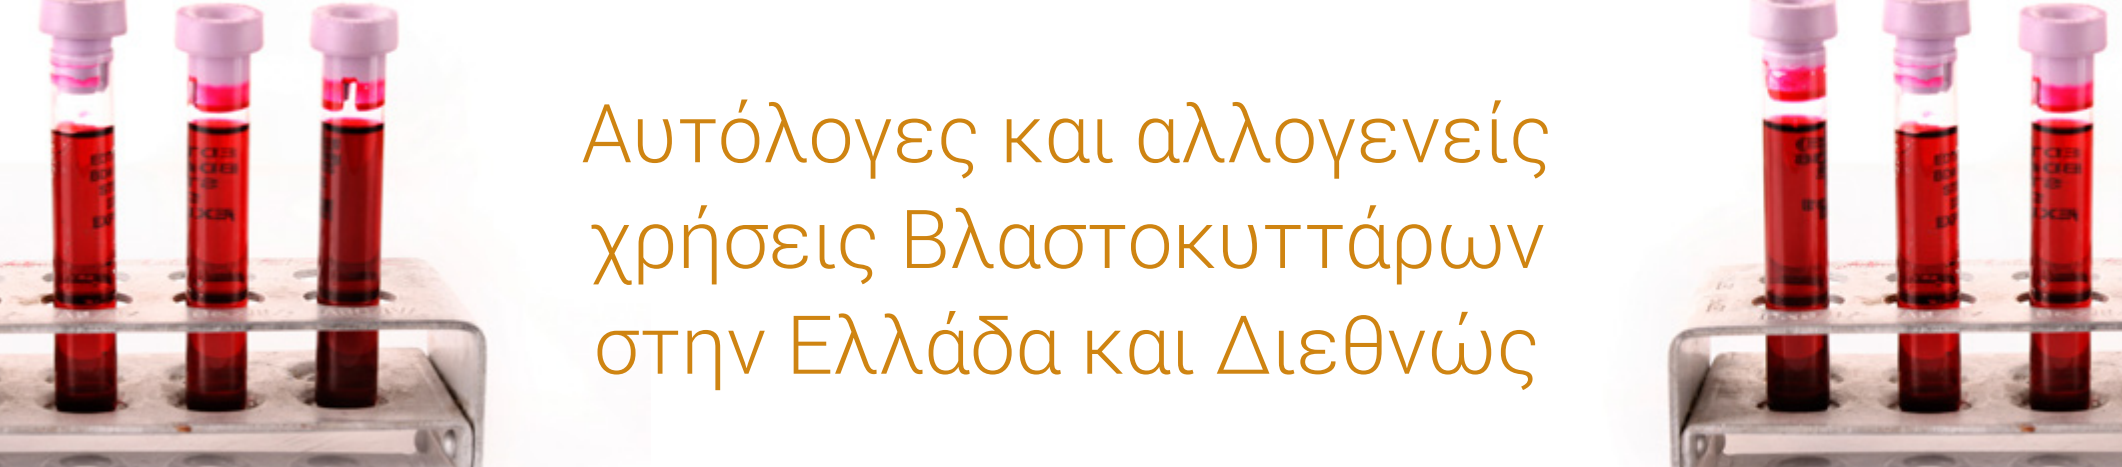 Αυτόλογες και αλλογενείς
χρήσεις Βλαστοκυττάρων
στην Ελλάδα και Διεθνώς